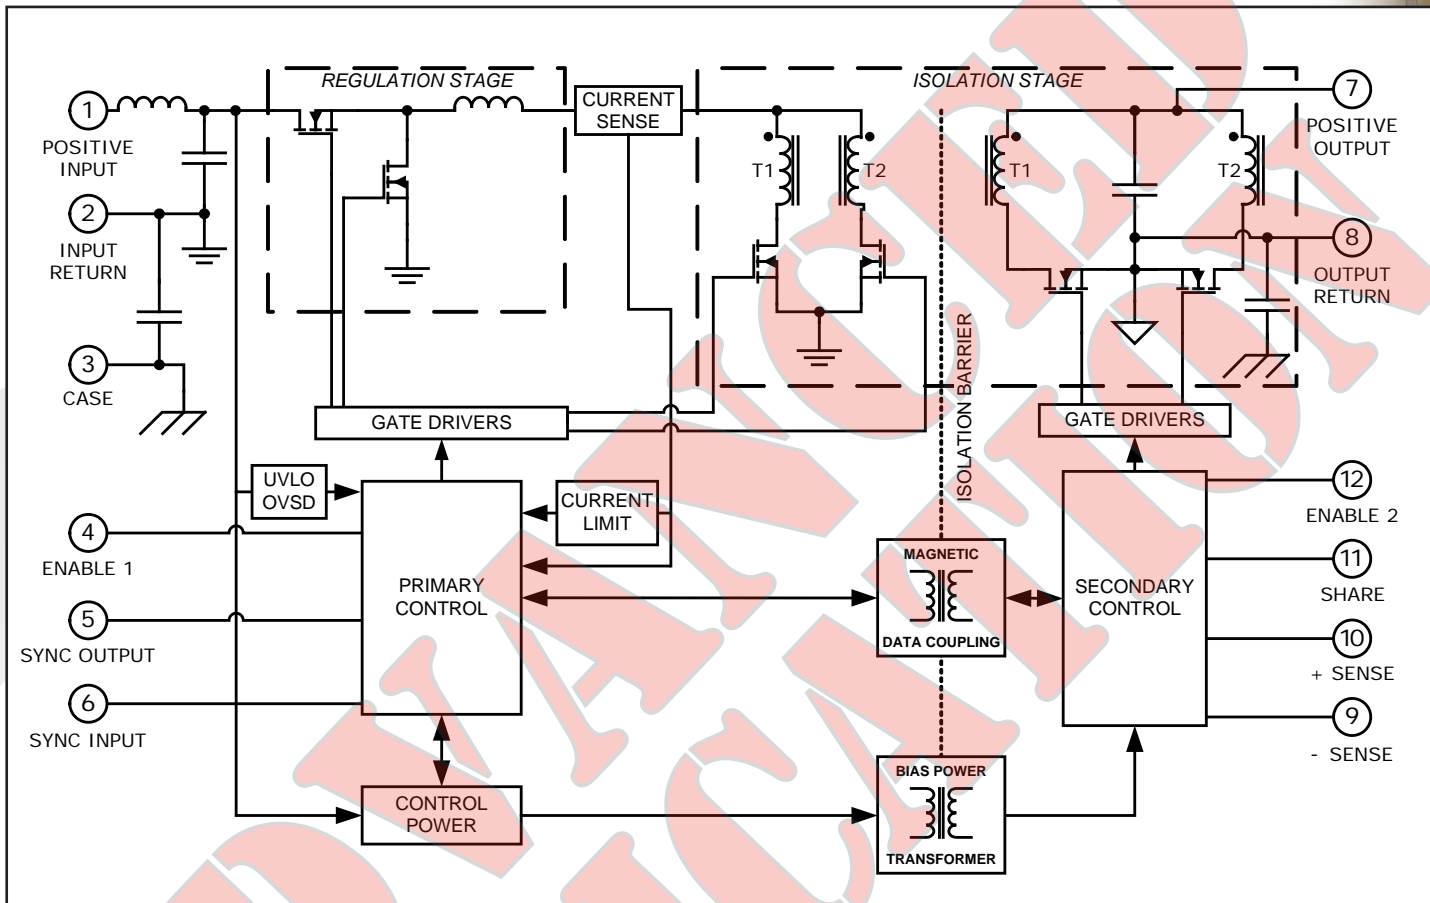 REGULATION STAGE
ISOLATION STAGE
1
POSITIVE
INPUT
CURRENT
SENSE
7
POSITIVE
OUTPUT
T1
T2
T1
T2
2
INPUT
RETURN
8
OUTPUT
RETURN
3
CASE
ISOLATION BARRIER
GATE DRIVERS
GATE DRIVERS
UVLO
OVSD
CURRENT
LIMIT
12
ENABLE 2
4
ENABLE 1
PRIMARY
CONTROL
MAGNETIC
DATA COUPLING
SECONDARY
CONTROL
11
SHARE
5
SYNC OUTPUT
10
+ SENSE
6
SYNC INPUT
9
- SENSE
CONTROL
POWER
BIAS POWER
TRANSFORMER